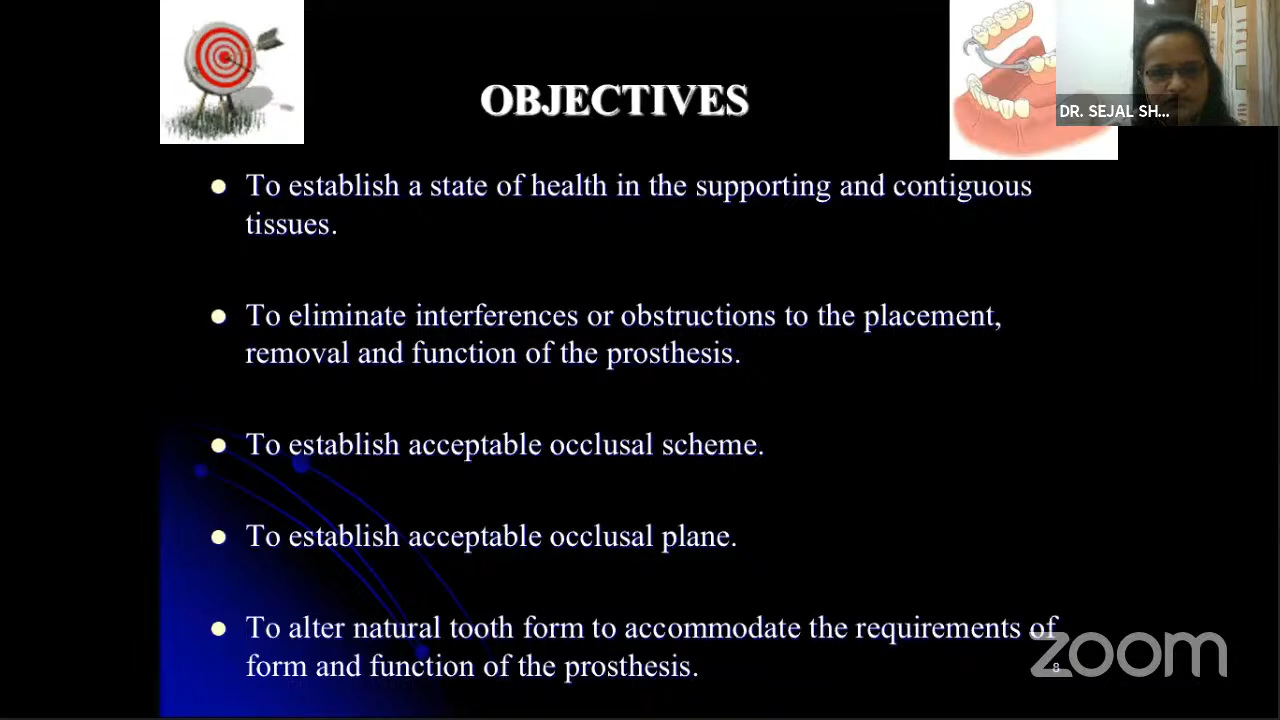 OBJECTIVES
DR. SEJAL SH...
To establish a state of health in the supporting and contiguous
tissues.
To eliminate interferences or obstructions to the placement,
removal and function of the prosthesis.
To establish acceptable occlusal scheme.
To establish acceptable occlusal plane.
To alter natural tooth form to accommodate the requirements of
form and function of the prosthesis.
zoom
8